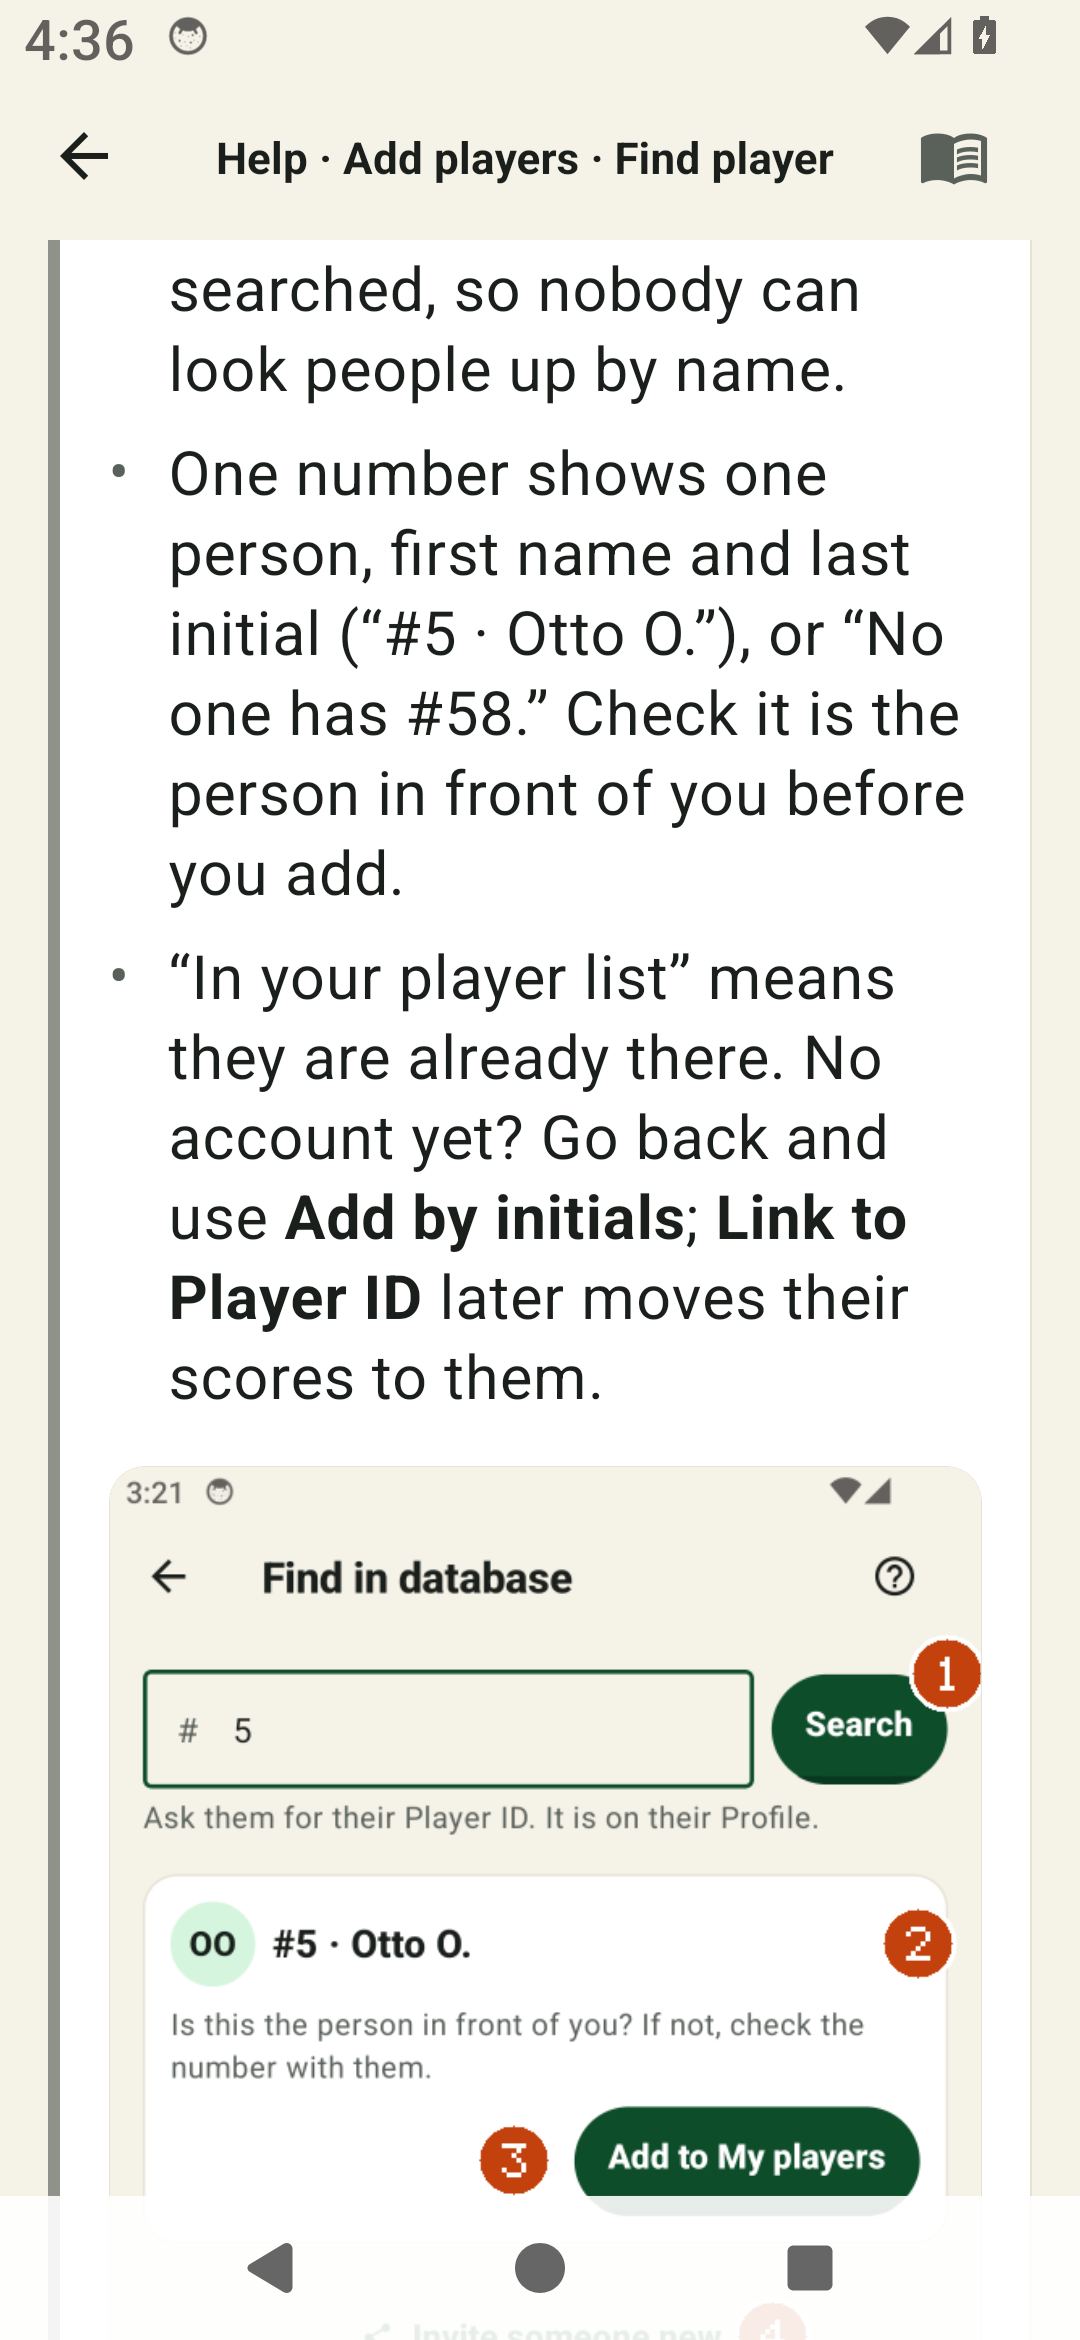 4:36
Help · Add players · Find player
searched, so nobody can
look people up by name.
• One number shows one
person, first name and last
initial (“#5 · Otto O.”), or “No
one has #58.” Check it is the
person in front of you before
you add.
• “In your player list” means
they are already there. No
account yet? Go back and
use Add by initials; Link to
Player ID later moves their
scores to them.
3:21
Find in database
1
# 5
Search
Ask them for their Player ID. It is on their Profile.
OO #5 · Otto O.
2
Is this the person in front of you? If not, check the
number with them.
3
Add to My players
Invite someone new
4